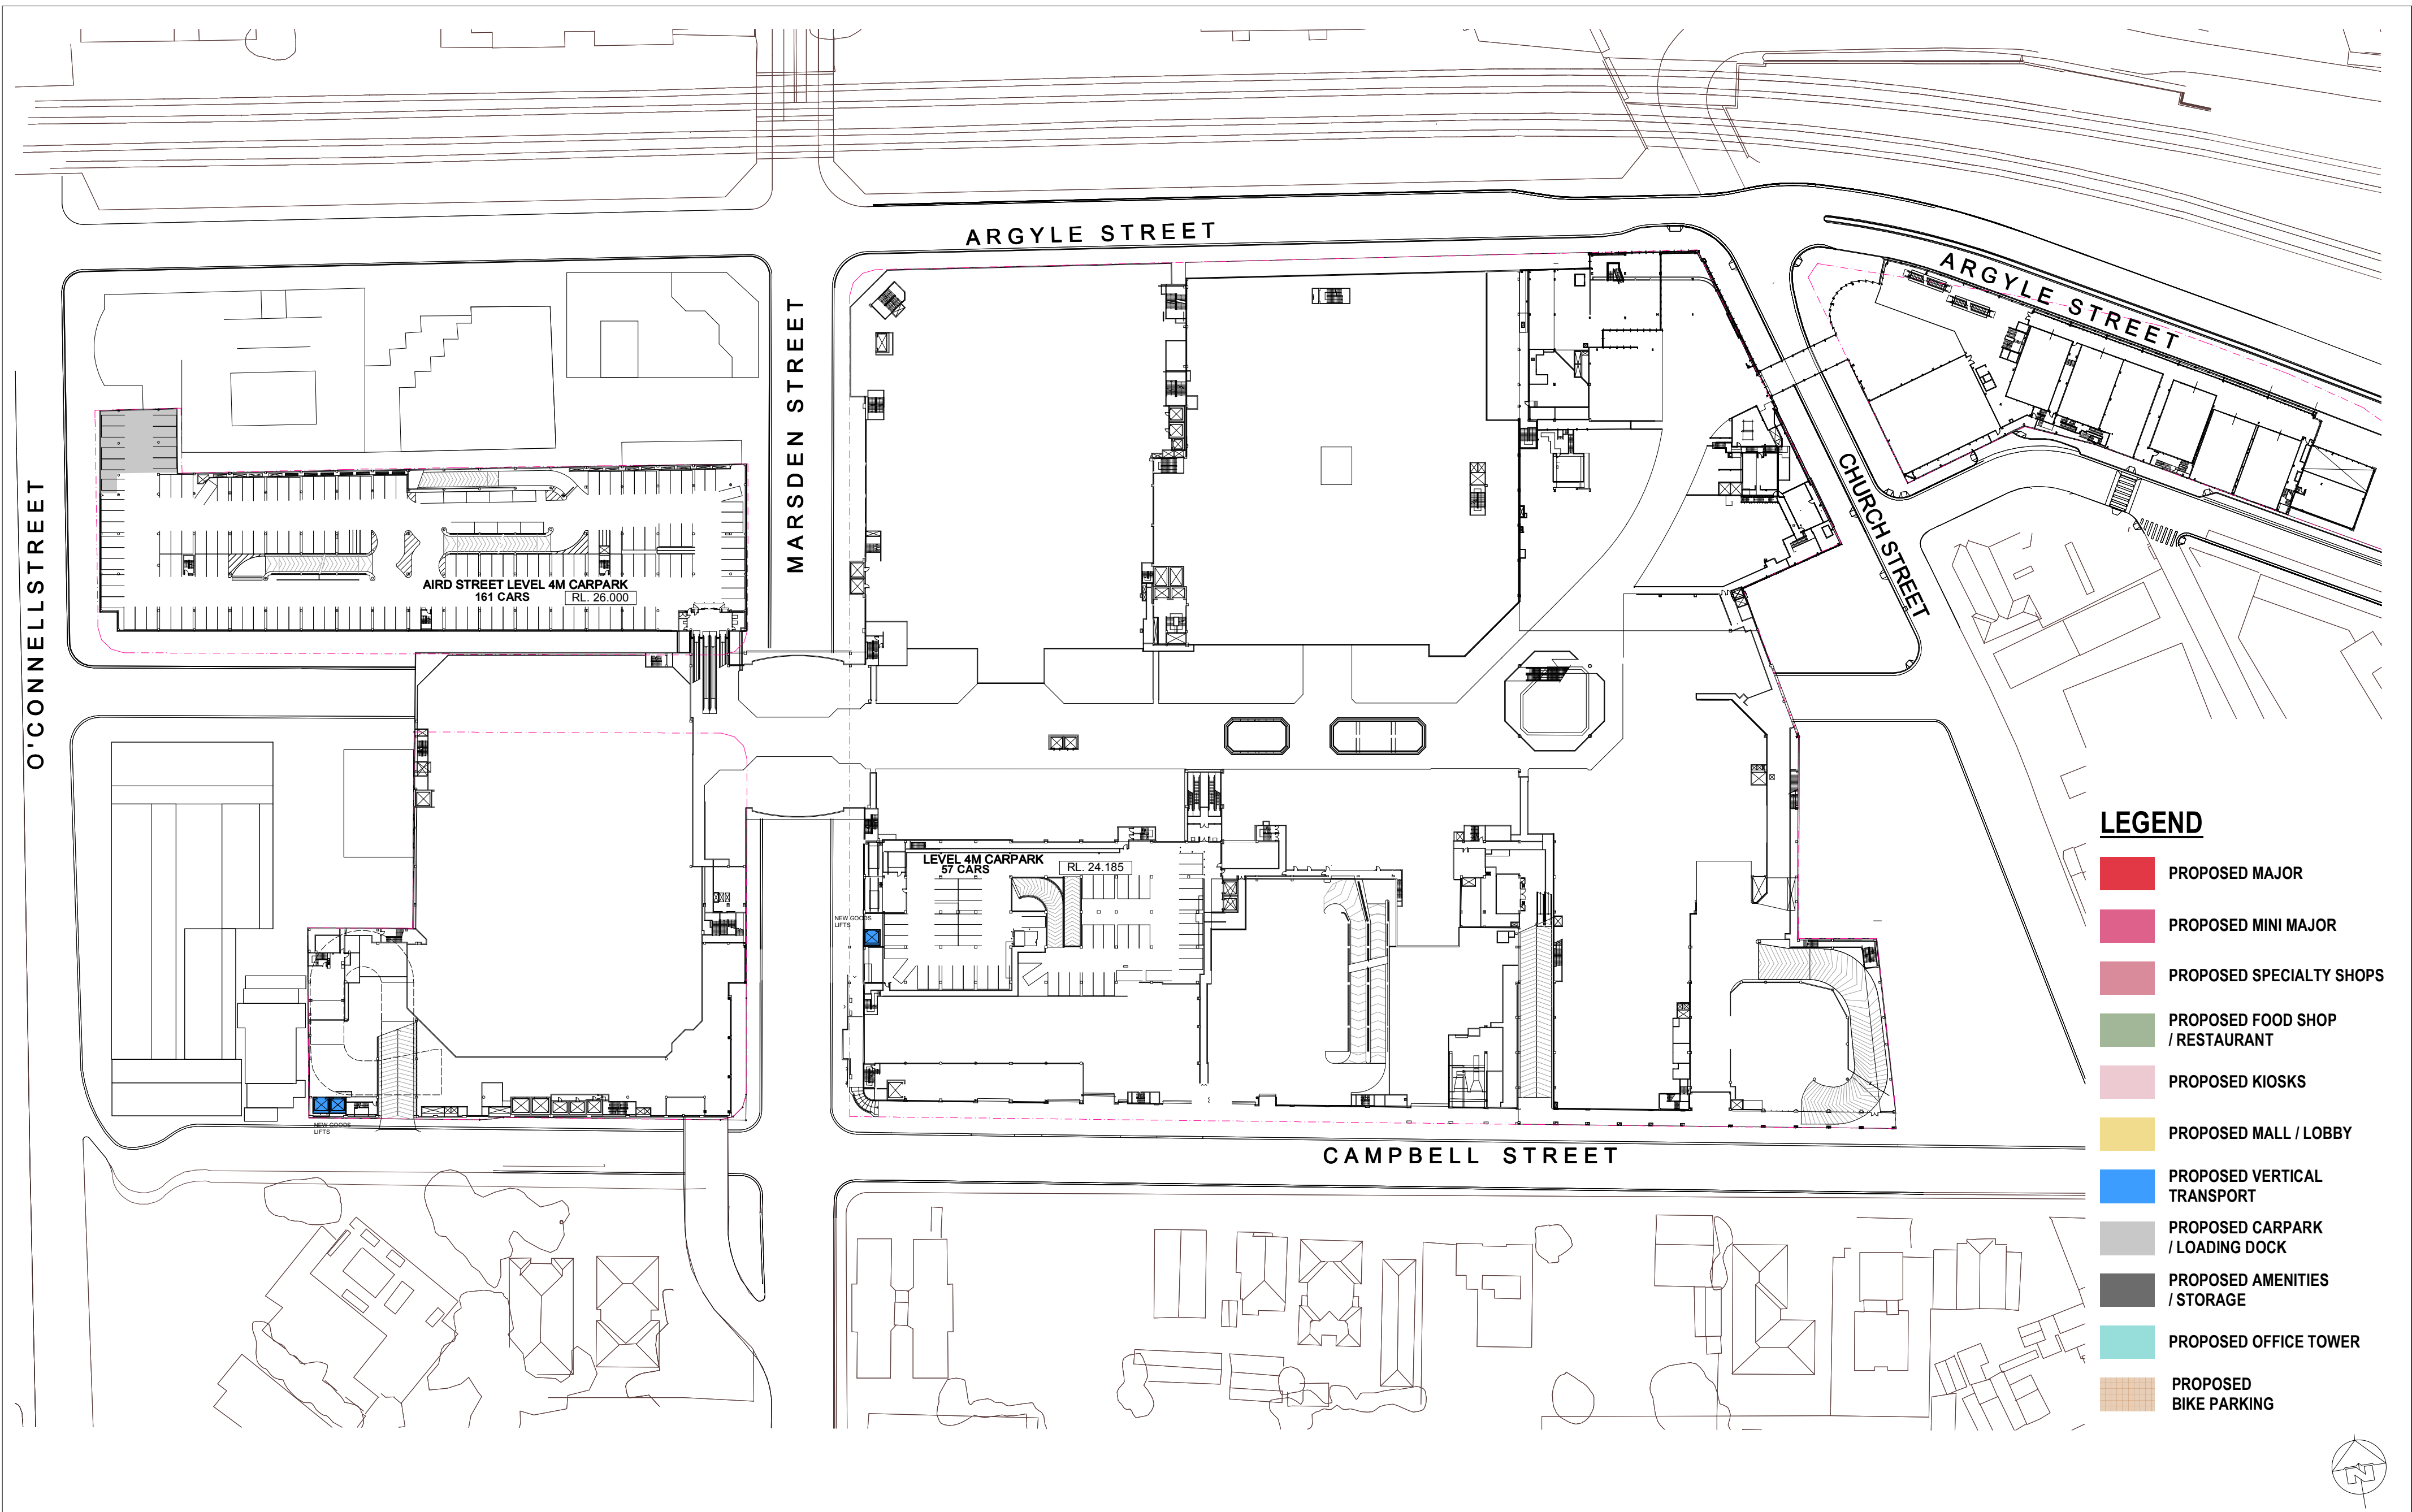 ARGYLE STREET
ARGYLE STREET
MARSDEN STREET
O'CONNELLSTREET
CHURCH STREET
AIRD STREET LEVEL 4M CARPARK
161 CARS
RL. 26.000
LEVEL 4M CARPARK
57 CARS
RL. 24.185
NEW GOODS
LIFTS
NEW GOODS
LIFTS
CAMPBELL STREET
LEGEND
PROPOSED MAJOR
PROPOSED MINI MAJOR
PROPOSED SPECIALTY SHOPS
PROPOSED FOOD SHOP
/ RESTAURANT
PROPOSED KIOSKS
PROPOSED MALL / LOBBY
PROPOSED VERTICAL
TRANSPORT
PROPOSED CARPARK
/ LOADING DOCK
PROPOSED AMENITIES
/ STORAGE
PROPOSED OFFICE TOWER
PROPOSED
BIKE PARKING
N